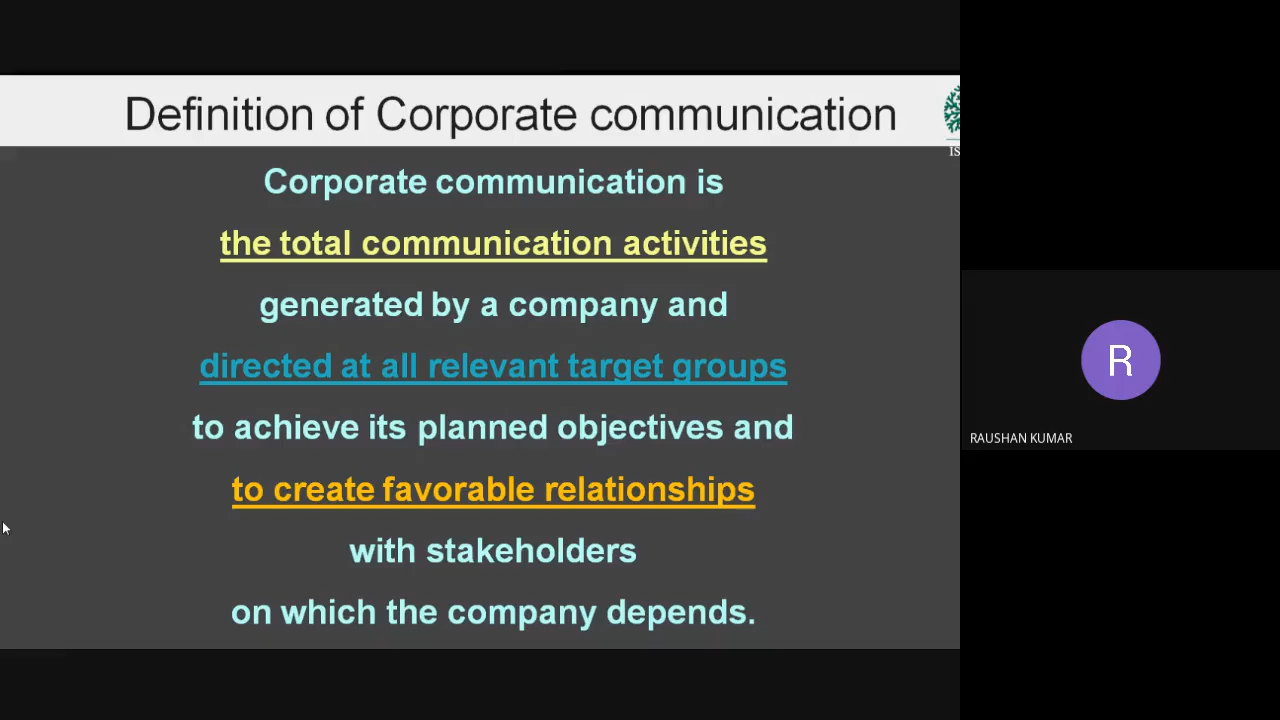 Definition of Corporate communication
IS
Corporate communication is
the total communication activities
generated by a company and
directed at all relevant target groups
to achieve its planned objectives and
to create favorable relationships
with stakeholders
on which the company depends.
R
RAUSHAN KUMAR